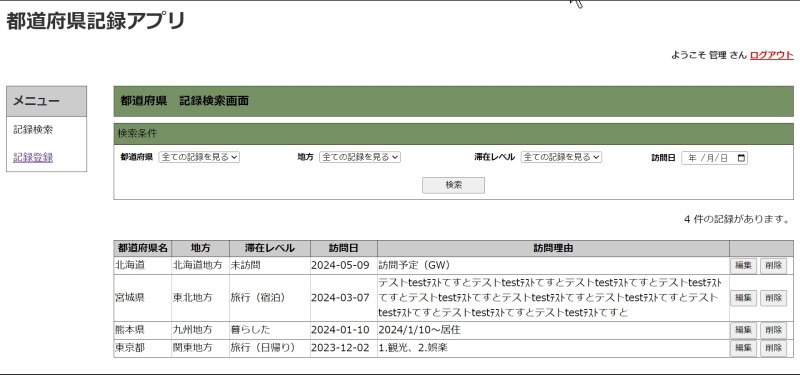 都道府県記録アプリ
ようこそ 管理 さん ログアウト
メニュー
記録検索
記録登録
都道府県　記録検索画面
検索条件
都道府県 全ての記録を見る 地方 全ての記録を見る 滞在レベル 全ての記録を見る 訪問日 年 /月/日
検索
4 件の記録があります。
都道府県名 地方 滞在レベル 訪問日 訪問理由
北海道 北海道地方 未訪問 2024-05-09 訪問予定（GW） 編集 削除
宮城県 東北地方 旅行（宿泊） 2024-03-07 テストtestﾃｽﾄてすとテストtestﾃｽﾄてすとテストtestﾃｽﾄてすとテストtestﾃｽﾄ
てすとテストtestﾃｽﾄてすとテストtestﾃｽﾄてすとテストtestﾃｽﾄてすとテスト
testﾃｽﾄてすとテストtestﾃｽﾄてすとテストtestﾃｽﾄてすと 編集 削除
熊本県 九州地方 暮らした 2024-01-10 2024/1/10～居住 編集 削除
東京都 関東地方 旅行（日帰り） 2023-12-02 1.観光、2.娯楽 編集 削除